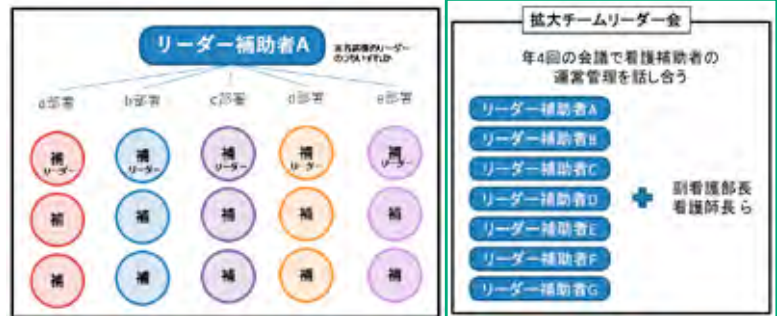 リーダー補助者A
a部署 b部署 c部署 d部署 e部署
補 補 補 補 補
リーダー リーダー リーダー リーダー リーダー
補 補 補 補 補
補 補 補 補 補
拡大チームリーダー会
年4回の会議で看護補助者の
運営管理を話し合う
リーダー補助者A
リーダー補助者B
リーダー補助者C
リーダー補助者D
リーダー補助者E
リーダー補助者F
リーダー補助者G
副看護部長
看護師長ら